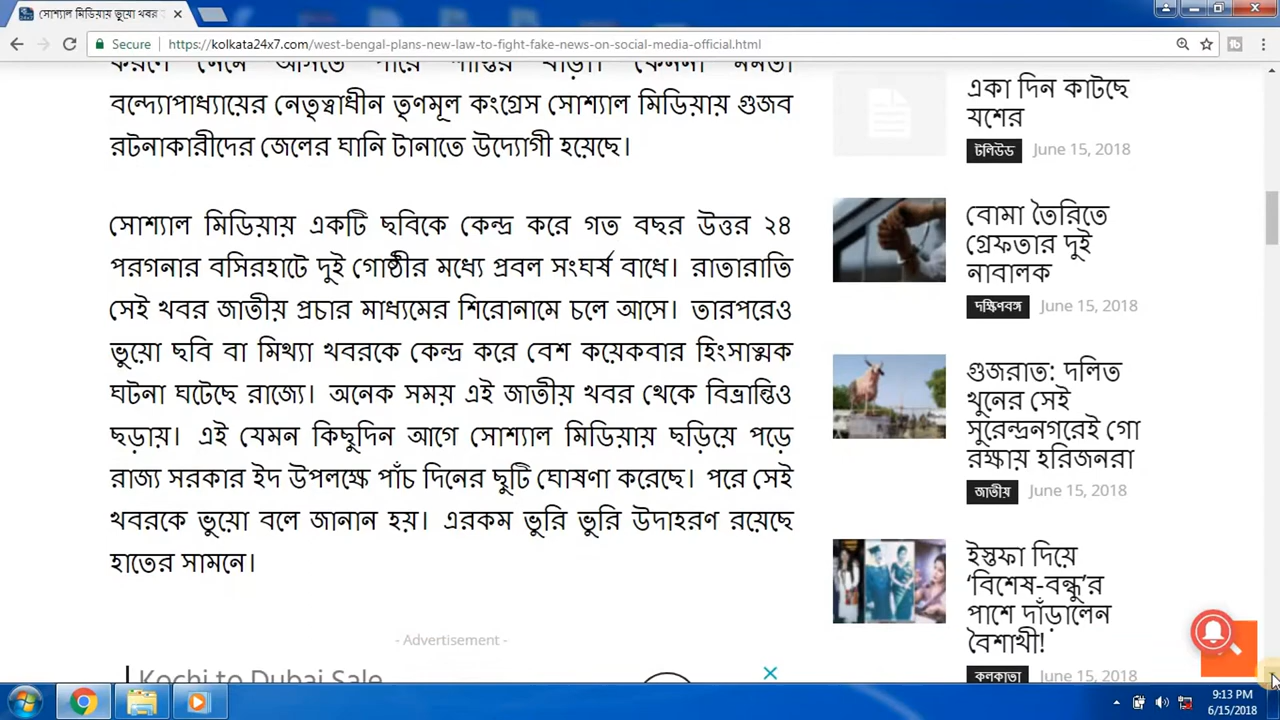 সোশ্যাল মিডিয়ায় ভুয়ো খবর
Secure
https://kolkata24x7.com/west-bengal-plans-new-law-to-fight-fake-news-on-social-media-official.html
করলে নেমে আসতে পারে শাস্তির খাঁড়া। কেননা মমতা
বন্দ্যোপাধ্যায়ের নেতৃত্বাধীন তৃণমূল কংগ্রেস সোশ্যাল মিডিয়ায় গুজব
রটনাকারীদের জেলের ঘানি টানাতে উদ্যোগী হয়েছে।
সোশ্যাল মিডিয়ায় একটি ছবিকে কেন্দ্র করে গত বছর উত্তর ২৪
পরগনার বসিরহাটে দুই গোষ্ঠীর মধ্যে প্রবল সংঘর্ষ বাধে। রাতারাতি
সেই খবর জাতীয় প্রচার মাধ্যমের শিরোনামে চলে আসে। তারপরেও
ভুয়ো ছবি বা মিথ্যা খবরকে কেন্দ্র করে বেশ কয়েকবার হিংসাত্মক
ঘটনা ঘটেছে রাজ্যে। অনেক সময় এই জাতীয় খবর থেকে বিভ্রান্তিও
ছড়ায়। এই যেমন কিছুদিন আগে সোশ্যাল মিডিয়ায় ছড়িয়ে পড়ে
রাজ্য সরকার ইদ উপলক্ষে পাঁচ দিনের ছুটি ঘোষণা করেছে। পরে সেই
খবরকে ভুয়ো বলে জানান হয়। এরকম ভুরি ভুরি উদাহরণ রয়েছে
হাতের সামনে।
- Advertisement -
Kochi to Dubai Sale
একা দিন কাটছে
যশের
টলিউড June 15, 2018
বোমা তৈরিতে
গ্রেফতার দুই
নাবালক
দক্ষিণবঙ্গ June 15, 2018
গুজরাত: দলিত
খুনের সেই
সুরেন্দ্রনগরেই গো
রক্ষায় হরিজনরা
জাতীয় June 15, 2018
ইস্তফা দিয়ে
‘বিশেষ-বন্ধু’র
পাশে দাঁড়ালেন
বৈশাখী!
কলকাতা June 15, 2018
9:13 PM
6/15/2018